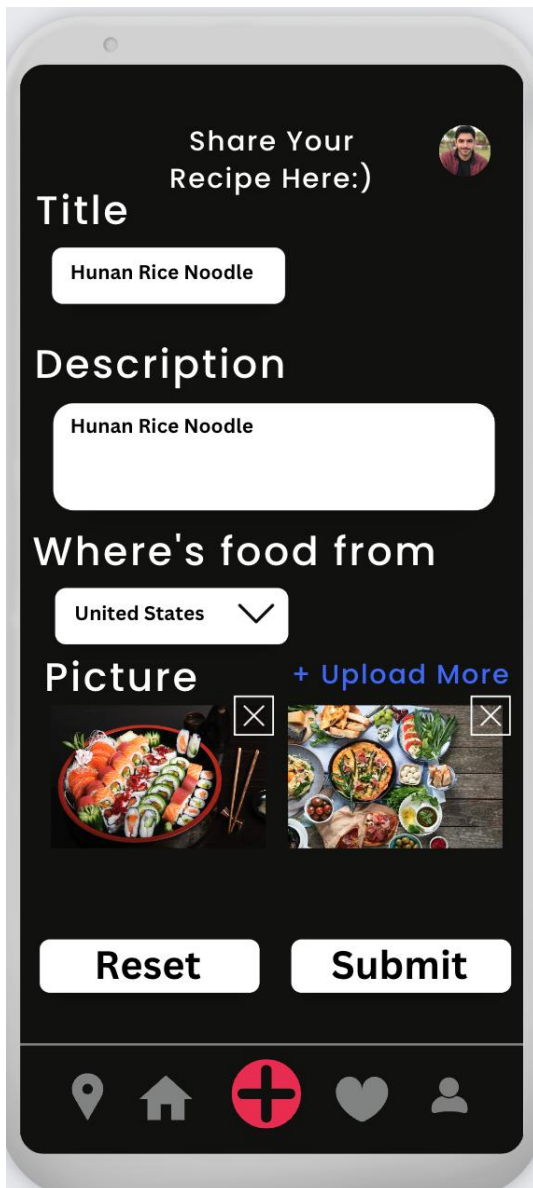 Share Your
Recipe Here:)
Title
Hunan Rice Noodle
Description
Hunan Rice Noodle
Where's food from
United States
Picture
+ Upload More
Reset
Submit